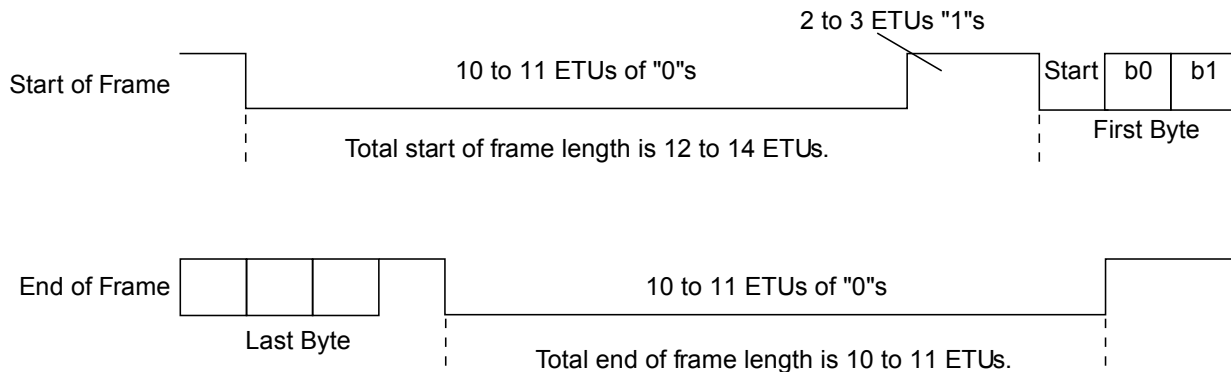 2 to 3 ETUs "1"s
Start of Frame
10 to 11 ETUs of "0"s
Start
b0
b1
First Byte
Total start of frame length is 12 to 14 ETUs.
End of Frame
10 to 11 ETUs of "0"s
Last Byte
Total end of frame length is 10 to 11 ETUs.